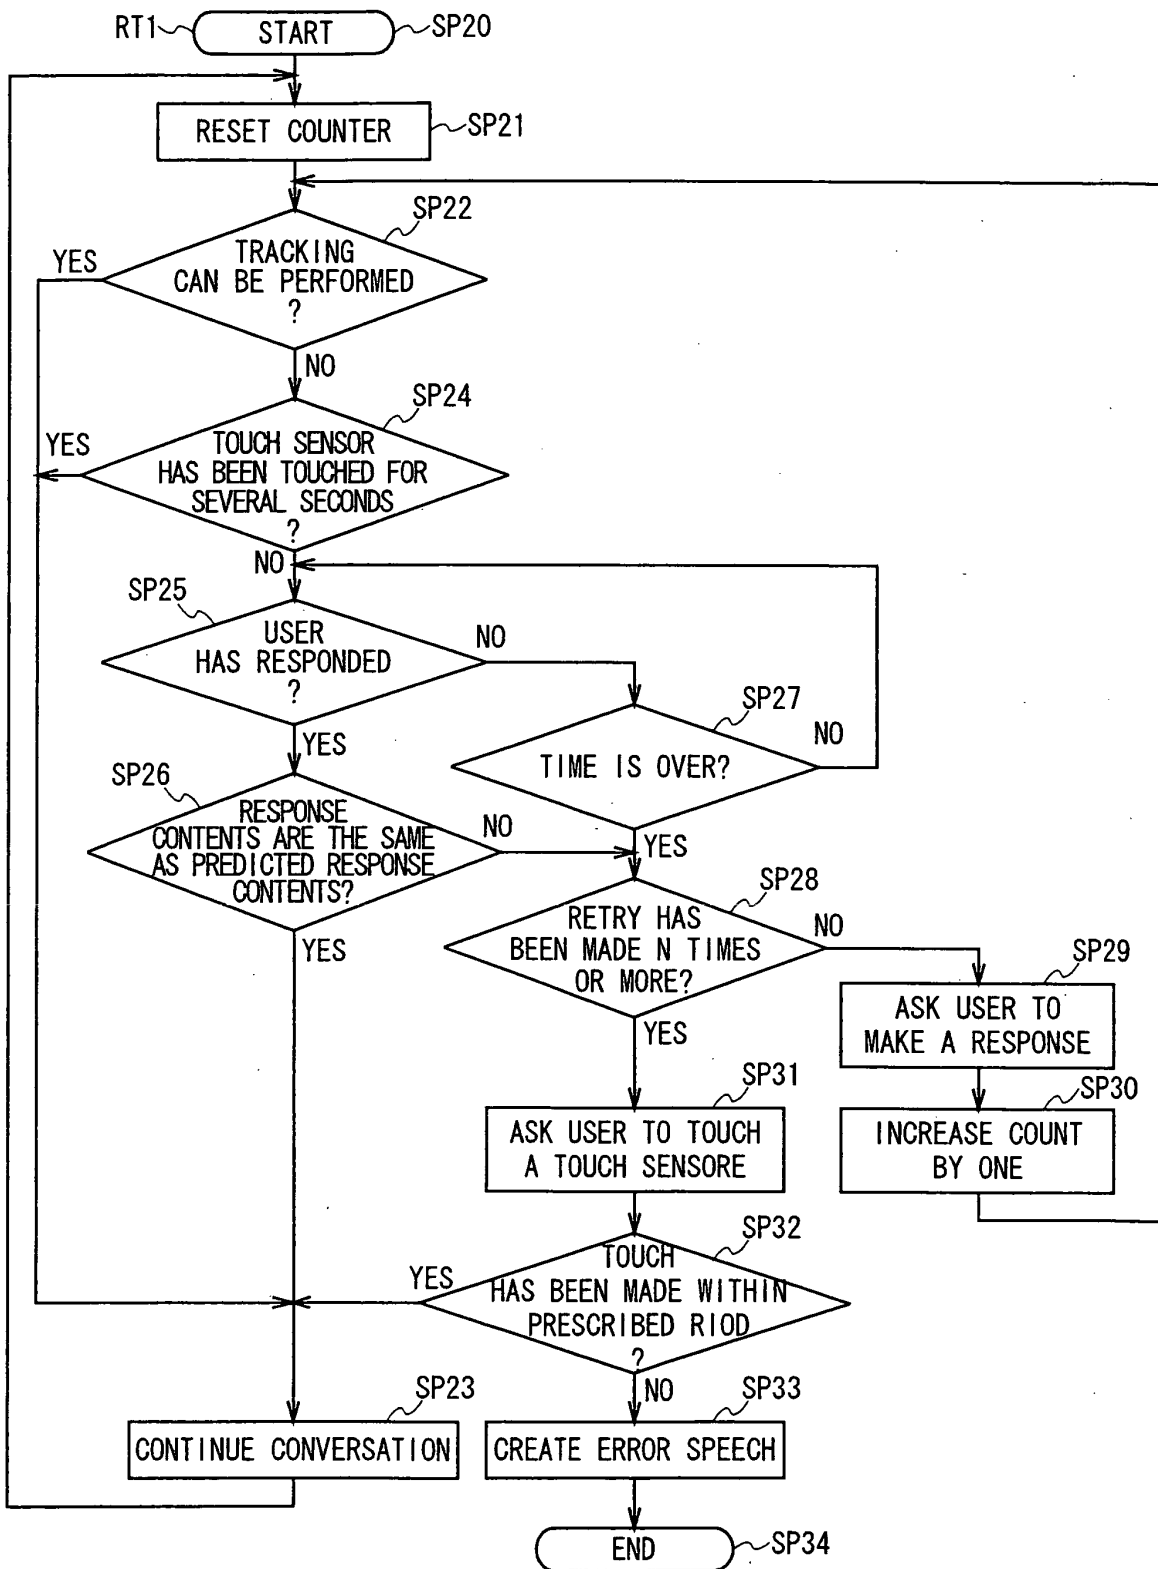 RT1
START
SP20
RESET COUNTER
SP21
SP22
TRACKING
CAN BE PERFORMED
?
YES
NO
SP24
TOUCH SENSOR
HAS BEEN TOUCHED FOR
SEVERAL SECONDS
?
YES
NO
SP25
USER
HAS RESPONDED
?
NO
YES
SP27
TIME IS OVER?
NO
YES
SP26
RESPONSE
CONTENTS ARE THE SAME
AS PREDICTED RESPONSE
CONTENTS?
NO
YES
SP28
RETRY HAS
BEEN MADE N TIMES
OR MORE?
NO
YES
SP29
ASK USER TO
MAKE A RESPONSE
SP30
INCREASE COUNT
BY ONE
SP31
ASK USER TO TOUCH
A TOUCH SENSORE
SP32
TOUCH
HAS BEEN MADE WITHIN
PRESCRIBED RIOD
?
YES
NO
SP23
CONTINUE CONVERSATION
SP33
CREATE ERROR SPEECH
END
SP34